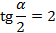 tg α/2 = 2